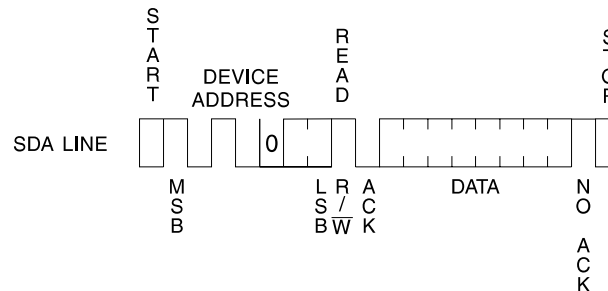 START
DEVICE
ADDRESS
READ
SDA LINE
0
MSB
LSB
R/W
ACK
DATA
NO ACK